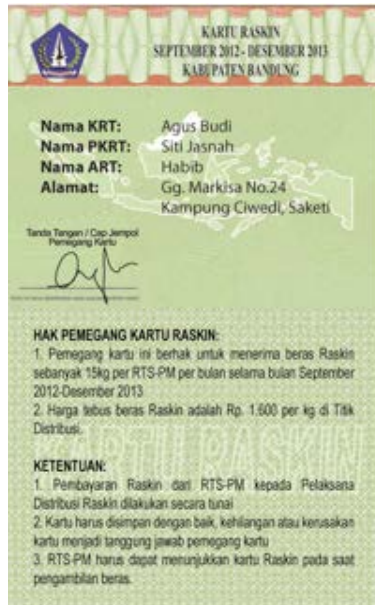 KARTU RASKIN
SEPTEMBER 2012 - DESEMBER 2013
KABUPATEN BANDUNG
Nama KRT: Agus Budi
Nama PKRT: Siti Jasnah
Nama ART: Habib
Alamat: Gg. Markisa No.24
Kampung Ciwedi, Saketi
Tanda Tangan / Cap Jempol
Pemegang Kartu
HAK PEMEGANG KARTU RASKIN:
1. Pemegang kartu ini berhak untuk menerima beras Raskin
sebanyak 15kg per RTS-PM per bulan selama bulan September
2012-Desember 2013
2. Harga tebus beras Raskin adalah Rp. 1.600 per kg di Titik
Distribusi.
KETENTUAN:
1. Pembayaran Raskin dari RTS-PM kepada Pelaksana
Distribusi Raskin dilakukan secara tunai
2. Kartu harus disimpan dengan baik, kehilangan atau kerusakan
kartu menjadi tanggung jawab pemegang kartu
3. RTS-PM harus dapat menunjukkan kartu Raskin pada saat
pengambilan beras.
KARTU RASKIN